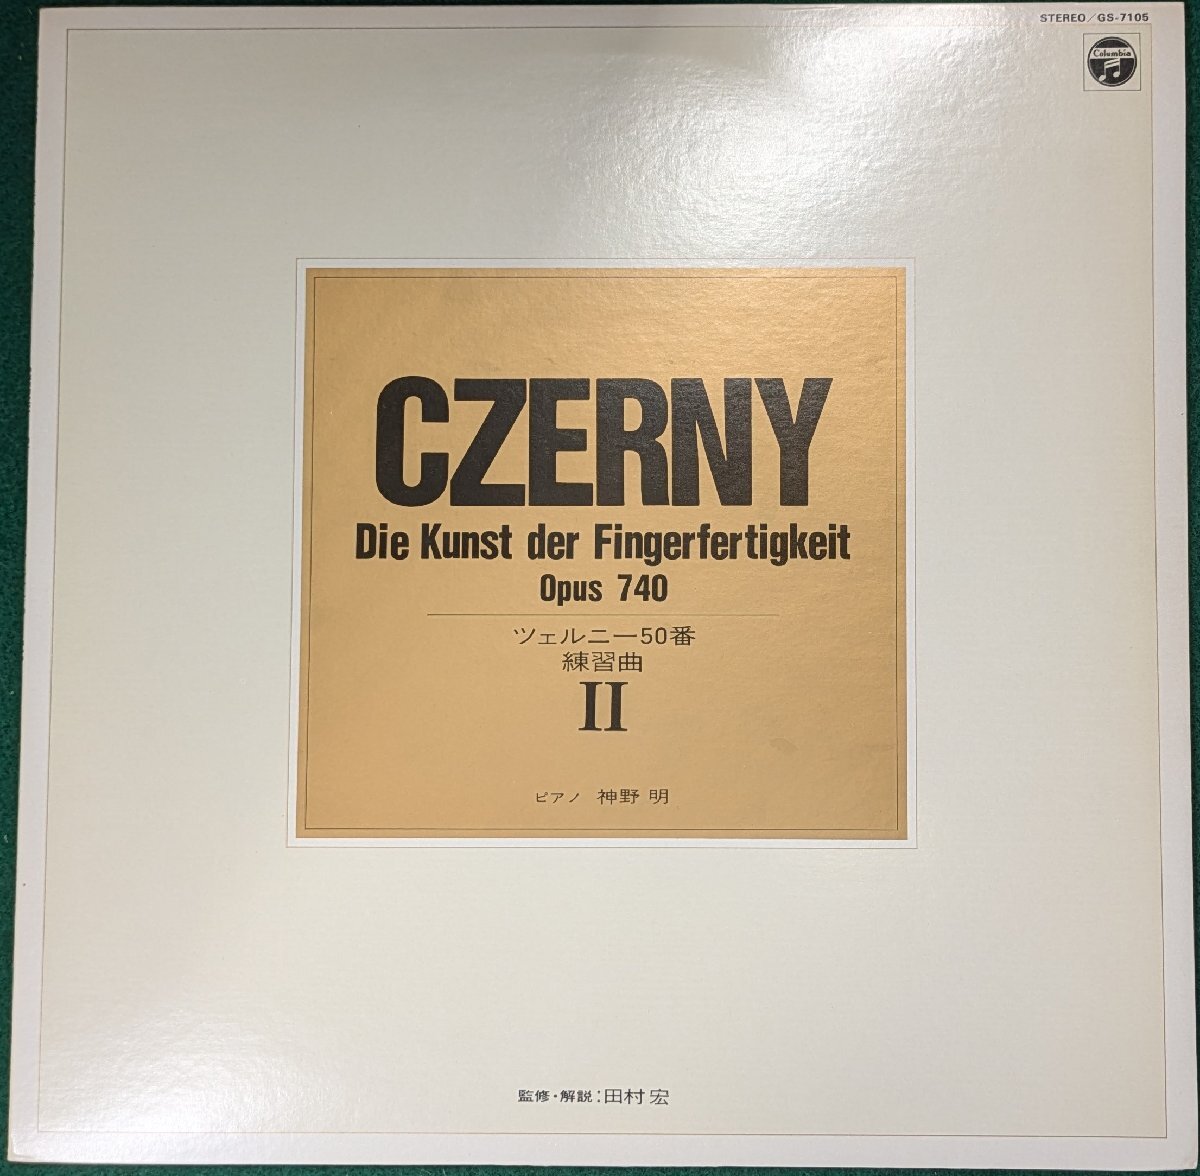 STEREO/GS-7105
Columbia
CZERNY
Die Kunst der Fingerfertigkeit
Opus 740
ツェルニー50番
練習曲
II
ピアノ 神野 明
監修・解説:田村 宏